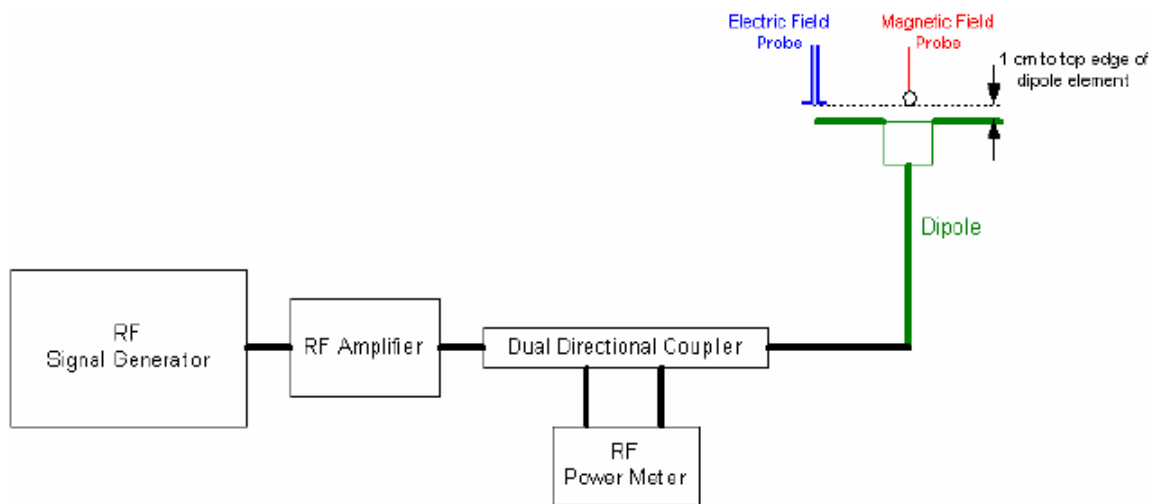 Electric Field
Probe
Magnetic Field
Probe
1 cm to top edge of
dipole element
Dipole
RF
Signal Generator
RF Amplifier
Dual Directional Coupler
RF
Power Meter